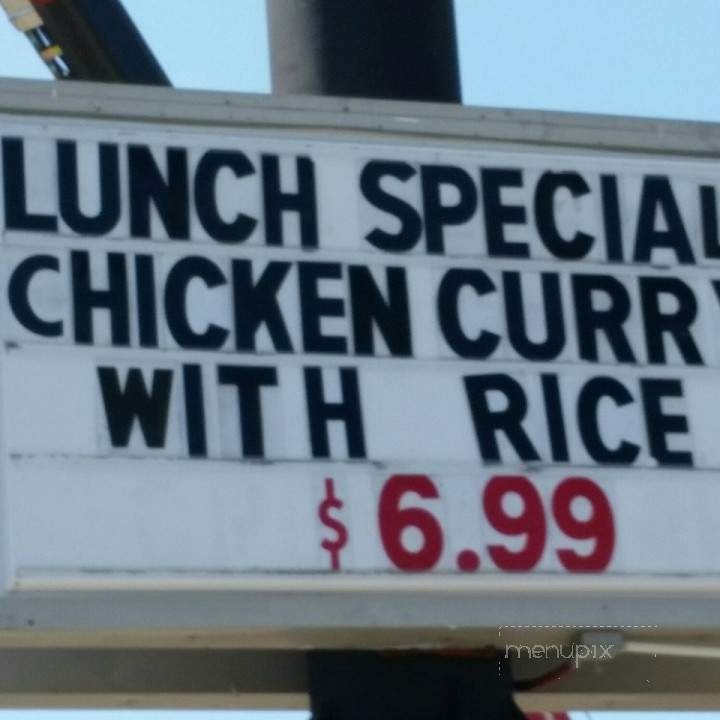 LUNCH SPECIAL
CHICKEN CURRY
WITH RICE
$6.99
menupix